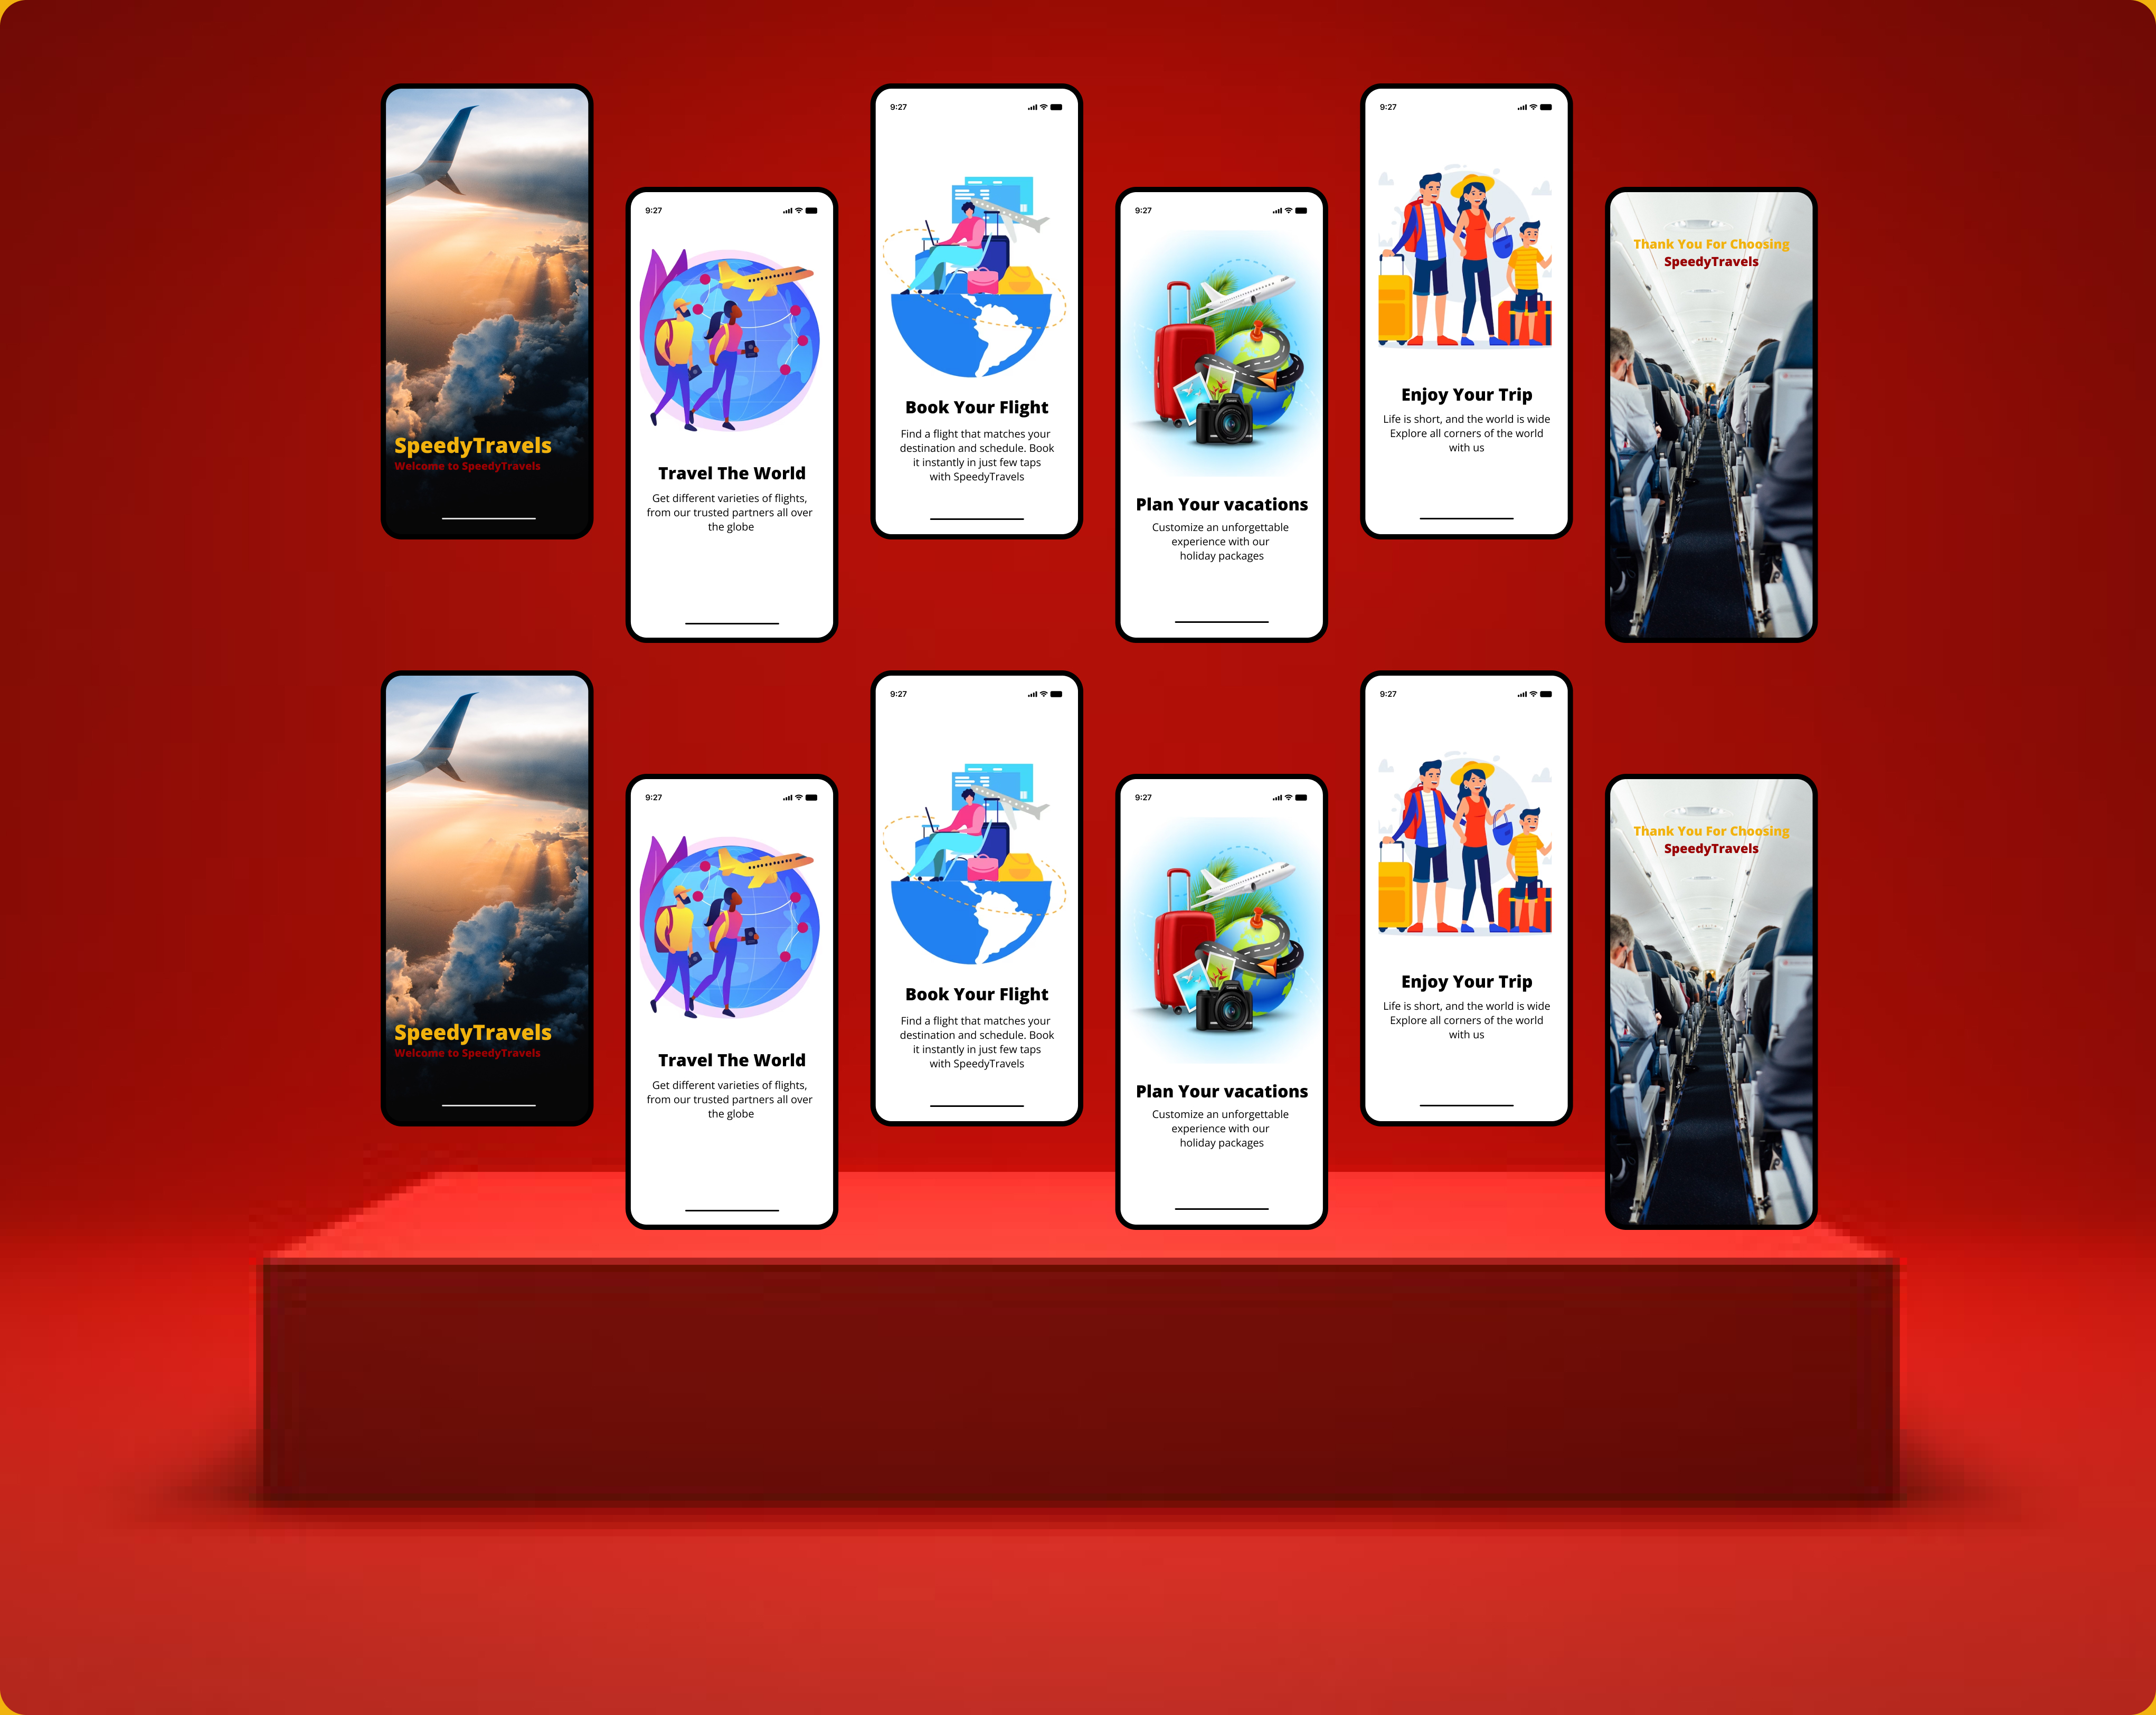 SpeedyTravels
Welcome to SpeedyTravels
9:27
Travel The World
Get different varieties of flights,
from our trusted partners all over
the globe
9:27
Book Your Flight
Find a flight that matches your
destination and schedule. Book
it instantly in just few taps
with SpeedyTravels
9:27
Plan Your vacations
Customize an unforgettable
experience with our
holiday packages
9:27
Enjoy Your Trip
Life is short, and the world is wide
Explore all corners of the world
with us
Thank You For Choosing
SpeedyTravels
SpeedyTravels
Welcome to SpeedyTravels
9:27
Travel The World
Get different varieties of flights,
from our trusted partners all over
the globe
9:27
Book Your Flight
Find a flight that matches your
destination and schedule. Book
it instantly in just few taps
with SpeedyTravels
9:27
Plan Your vacations
Customize an unforgettable
experience with our
holiday packages
9:27
Enjoy Your Trip
Life is short, and the world is wide
Explore all corners of the world
with us
Thank You For Choosing
SpeedyTravels